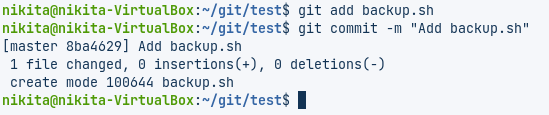 nikita@nikita-VirtualBox:~/git/test$ git add backup.sh
nikita@nikita-VirtualBox:~/git/test$ git commit -m "Add backup.sh"
[master 8ba4629] Add backup.sh
 1 file changed, 0 insertions(+), 0 deletions(-)
 create mode 100644 backup.sh
nikita@nikita-VirtualBox:~/git/test$